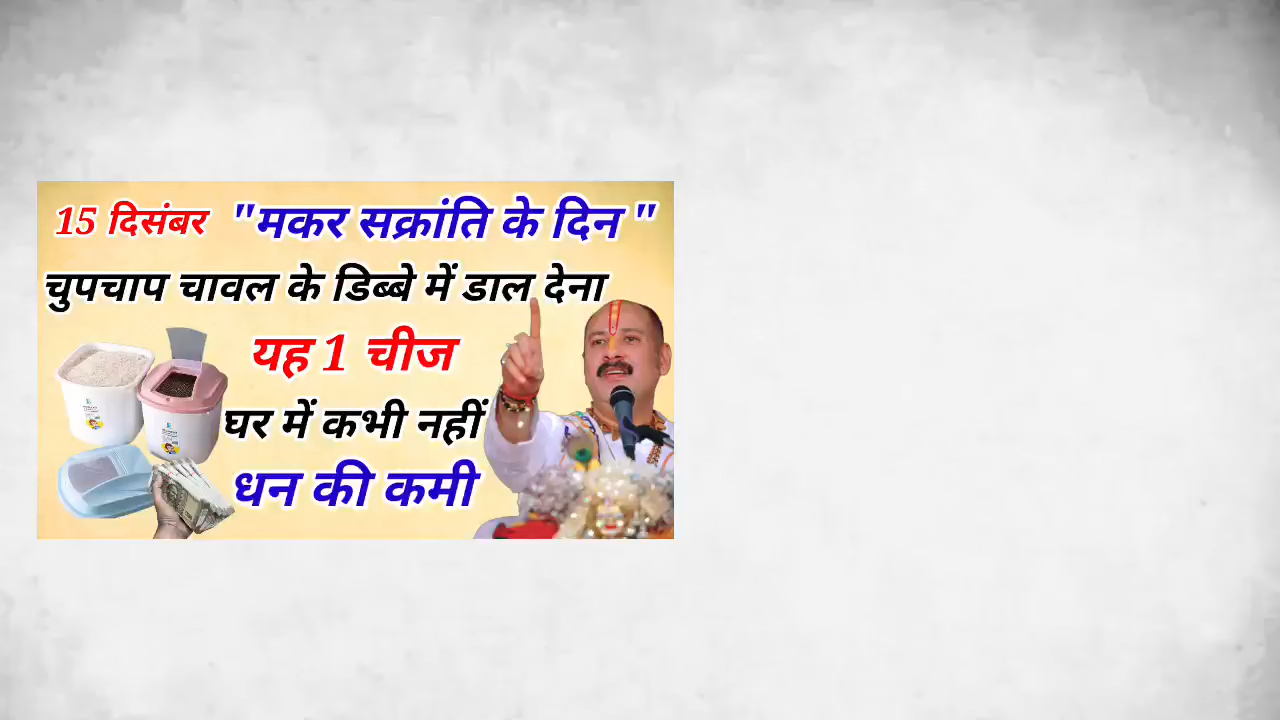 15 दिसंबर "मकर सक्रांति के दिन"
चुपचाप चावल के डिब्बे में डाल देना
यह 1 चीज
घर में कभी नहीं
धन की कमी